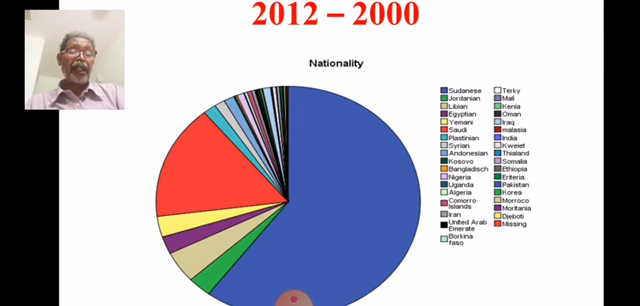 2012 – 2000
Nationality
Sudanese
Jordanian
Libian
Egyptian
Yemani
Saudi
Plastinian
Syrian
Andonesian
Kosovo
Bangladisch
Nigeria
Uganda
Algeria
Comorro
Islands
Iran
United Arab
Emerate
Borkina
faso
Terky
Mali
Kenia
Oman
Iraq
malasia
India
Kweiet
Thialand
Somalia
Ethiopia
Eriteria
Pakistan
Korea
Morroco
Moritania
Djeboti
Missing